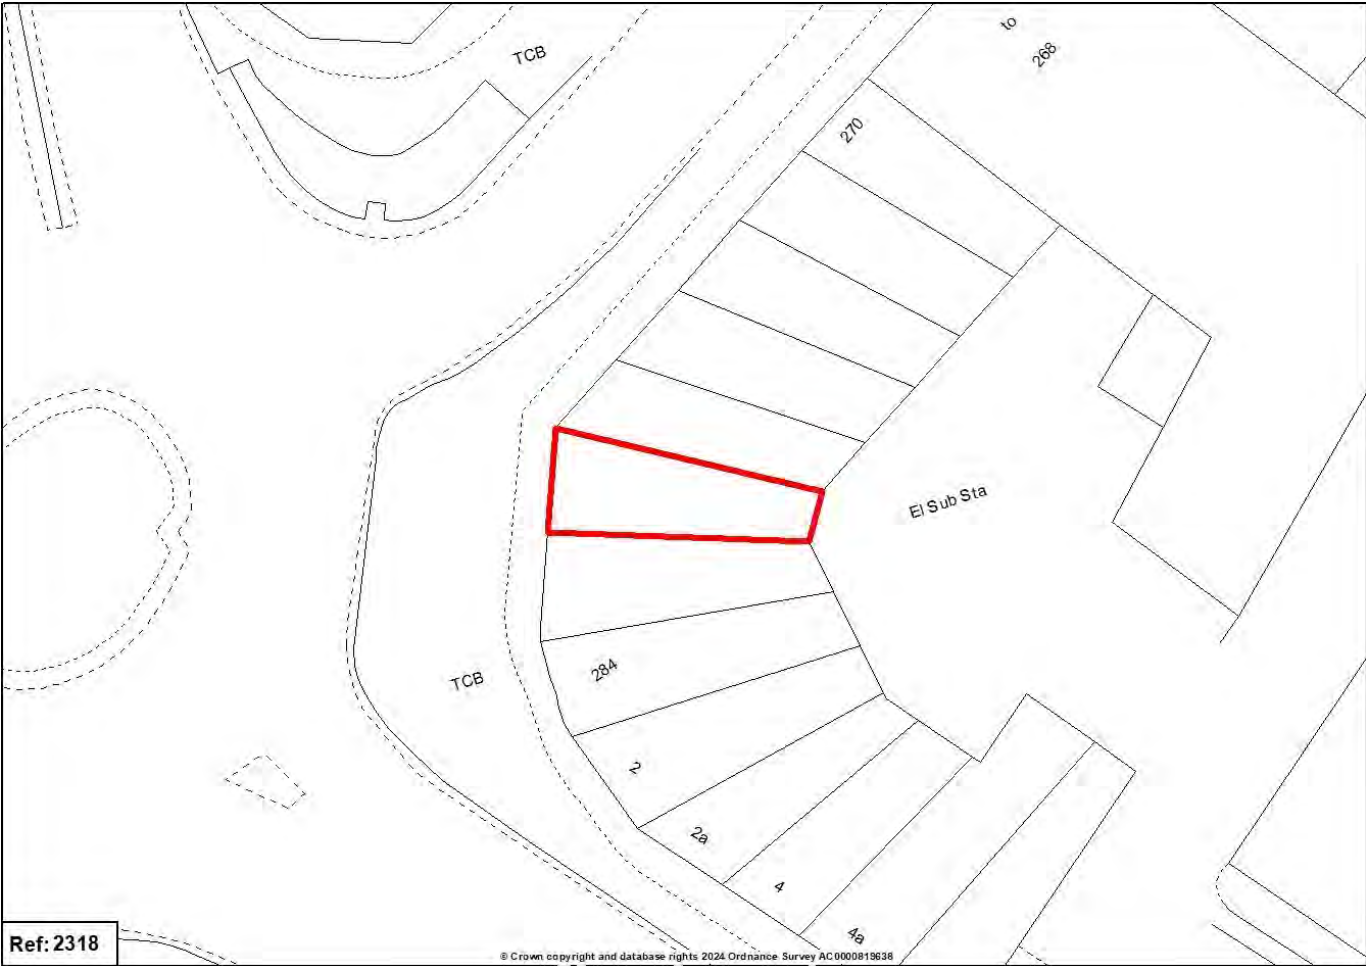 to
268
TCB
270
El Sub Sta
284
TCB
2
2a
4
4a
Ref: 2318
© Crown copyright and database rights 2024 Ordnance Survey AC0000819638